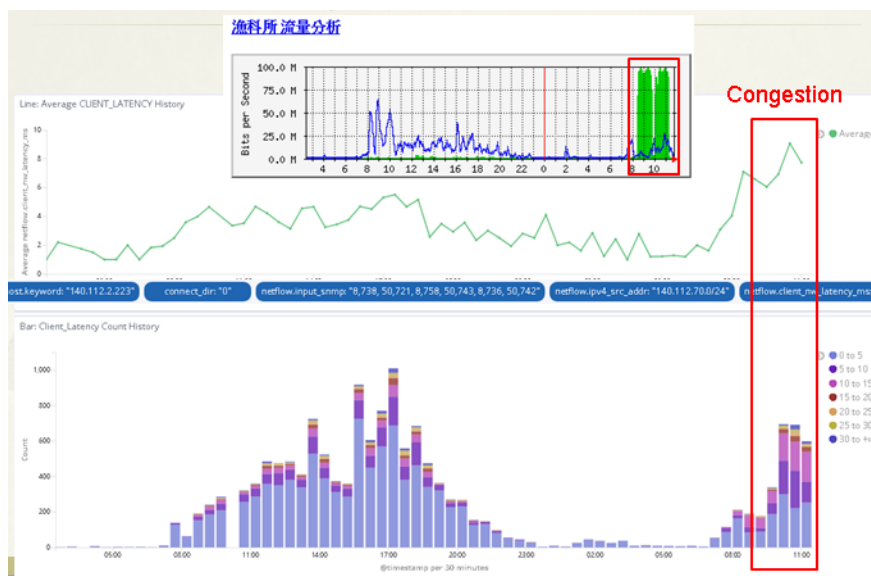 漁科所 流量分析
100.0 M
75.0 M
50.0 M
25.0 M
0.0 M
Bits per Second
4 6 8 10 12 14 16 18 20 22 0 2 4 6 8 10
Congestion
Line: Average CLIENT_LATENCY History
Average
10
8
6
4
2
0
Average netflow.client_nw_latency_ms
ost.keyword: "140.112.2.223"
connect_dir: "0"
netflow.input_snmp: "8,738, 50,721, 8,758, 50,743, 8,736, 50,742"
netflow.ipv4_src_addr: "140.112.70.0/24"
netflow.client_nw_latency_ms:
Bar: Client_Latency Count History
0 to 5
5 to 10
10 to 15
15 to 20
20 to 25
25 to 30
30 to +
1,000
800
600
400
200
0
Count
05:00 08:00 11:00 14:00 17:00 20:00 23:00 02:00 05:00 08:00 11:00
@timestamp per 30 minutes